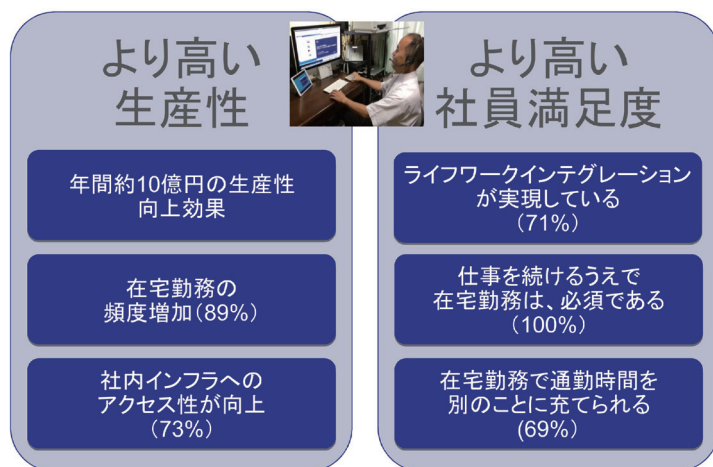 より高い
生産性
年間約10億円の生産性
向上効果
在宅勤務の
頻度増加(89%)
社内インフラへの
アクセス性が向上
(73%)
より高い
社員満足度
ライフワークインテグレーション
が実現している
(71%)
仕事を続けるうえで
在宅勤務は、必須である
(100%)
在宅勤務で通勤時間を
別のことに充てられる
(69%)